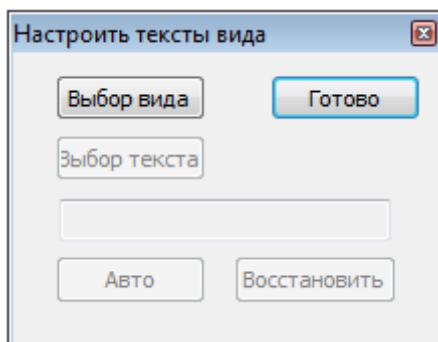 Настроить тексты вида
Выбор вида
Готово
Выбор текста
Авто
Восстановить